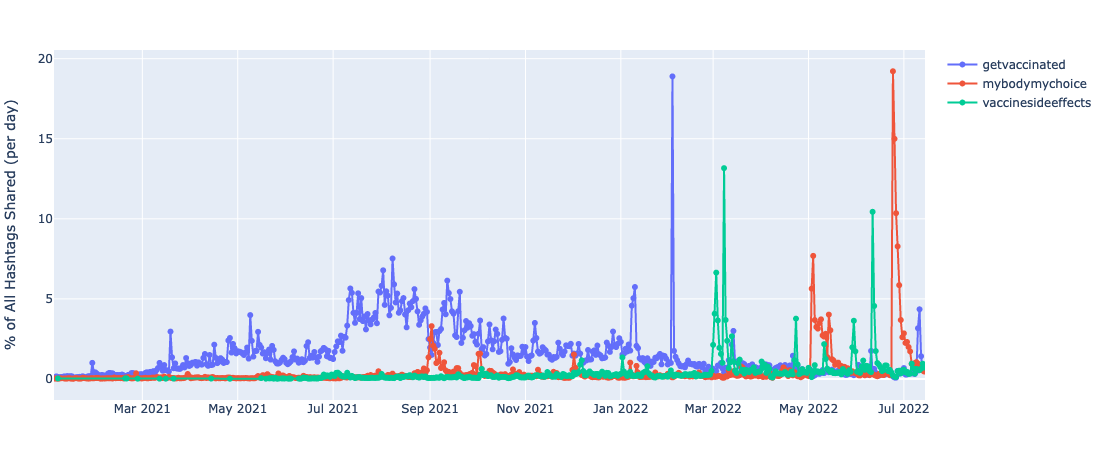 % of All Hashtags Shared (per day)
20
15
10
5
0
Mar 2021
May 2021
Jul 2021
Sep 2021
Nov 2021
Jan 2022
Mar 2022
May 2022
Jul 2022
getvaccinated
mybodymychoice
vaccinesideeffects